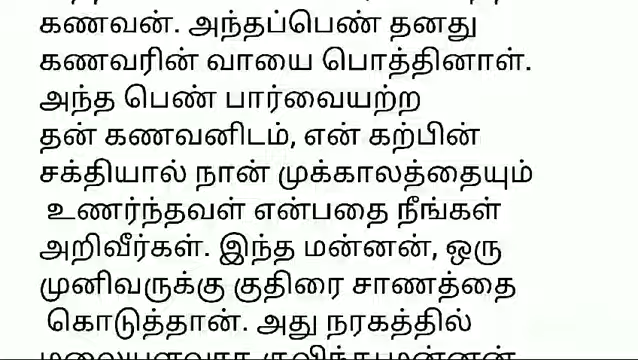 கணவன். அந்தப்பெண் தனது
கணவரின் வாயை பொத்தினாள்.
அந்த பெண் பார்வையற்ற
தன் கணவனிடம், என் கற்பின்
சக்தியால் நான் முக்காலத்தையும்
உணர்ந்தவள் என்பதை நீங்கள்
அறிவீர்கள். இந்த மன்னன், ஒரு
முனிவருக்கு குதிரை சாணத்தை
கொடுத்தான். அது நரகத்தில்